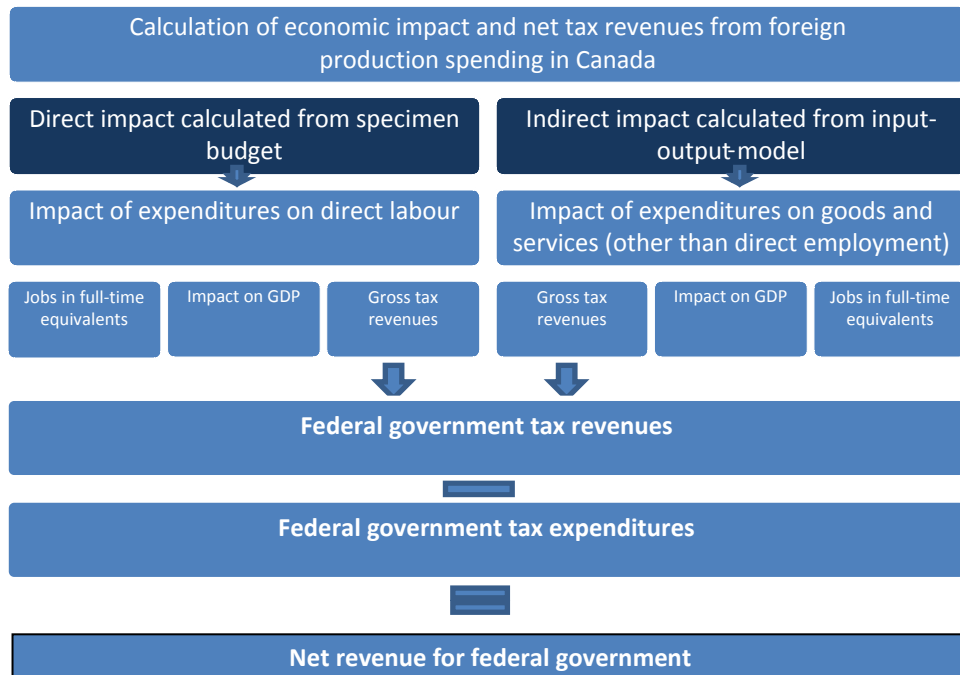 Calculation of economic impact and net tax revenues from foreign
production spending in Canada
Direct impact calculated from specimen
budget
Indirect impact calculated from input-
output-model
Impact of expenditures on direct labour
Impact of expenditures on goods and
services (other than direct employment)
Jobs in full-time
equivalents
Impact on GDP
Gross tax
revenues
Gross tax
revenues
Impact on GDP
Jobs in full-time
equivalents
Federal government tax revenues
Federal government tax expenditures
Net revenue for federal government